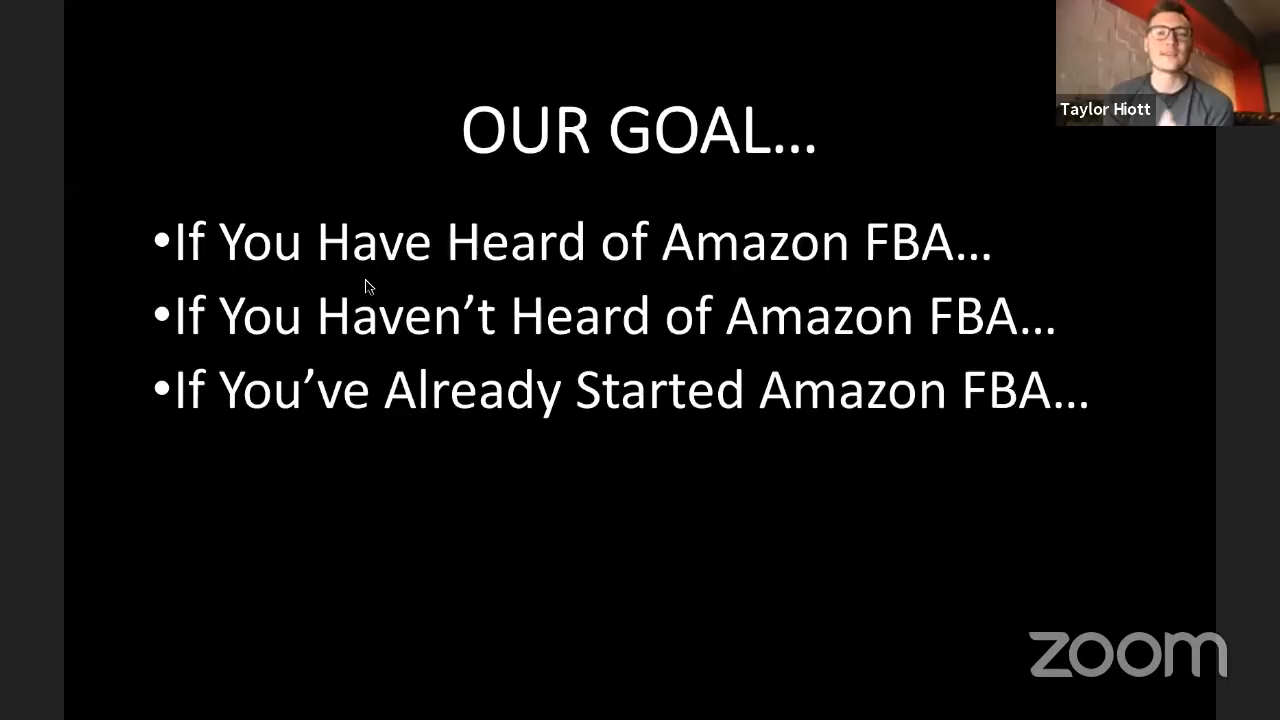 Taylor Hiott
OUR GOAL...
•If You Have Heard of Amazon FBA...
•If You Haven’t Heard of Amazon FBA...
•If You’ve Already Started Amazon FBA...
zoom